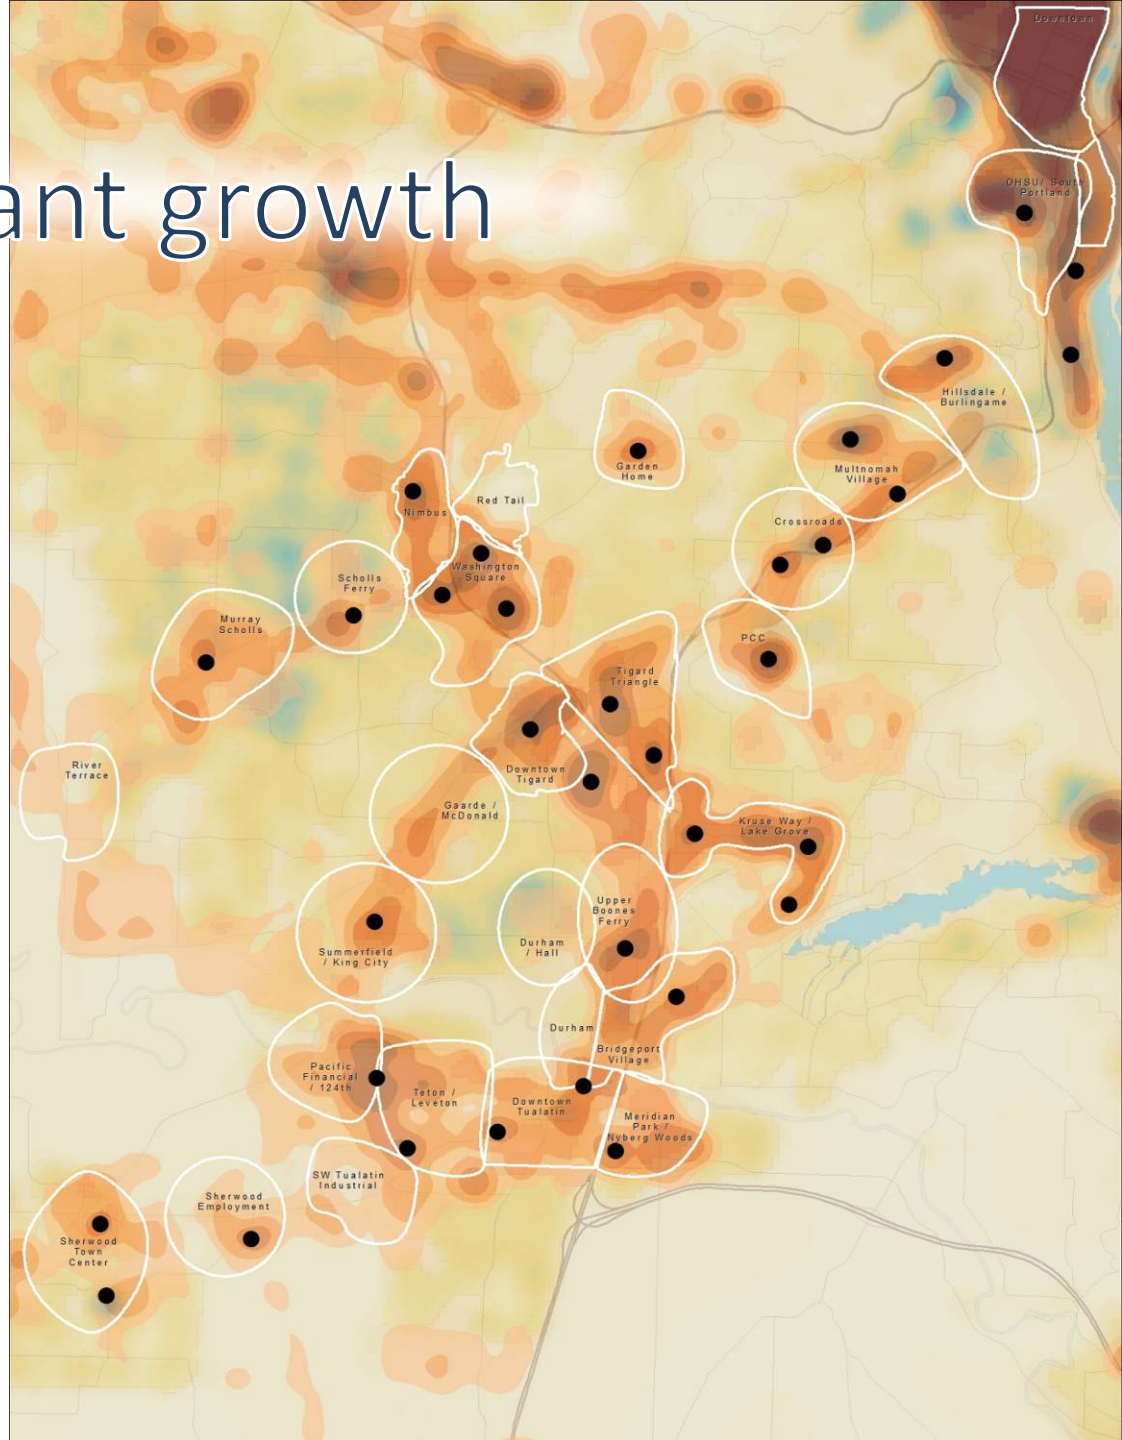 Downtown
ant growth
OHSU/ South
Portland
Hillsdale /
Burlingame
Garden
Home
Multnomah
Village
Red Tail
Nimbus
Crossroads
Washington
Square
Scholls
Ferry
Murray
Scholls
PCC
Tigard
Triangle
Downtown
Tigard
River
Terrace
Gaarde /
McDonald
Kruse Way /
Lake Grove
Upper
Boones
Ferry
Durham
/ Hall
Summerfield
/ King City
Durham
Bridgeport
Village
Pacific
Financial
/ 124th
Teton /
Leveton
Downtown
Tualatin
Meridian
Park /
Nyberg Woods
SW Tualatin
Industrial
Sherwood
Employment
Sherwood
Town
Center